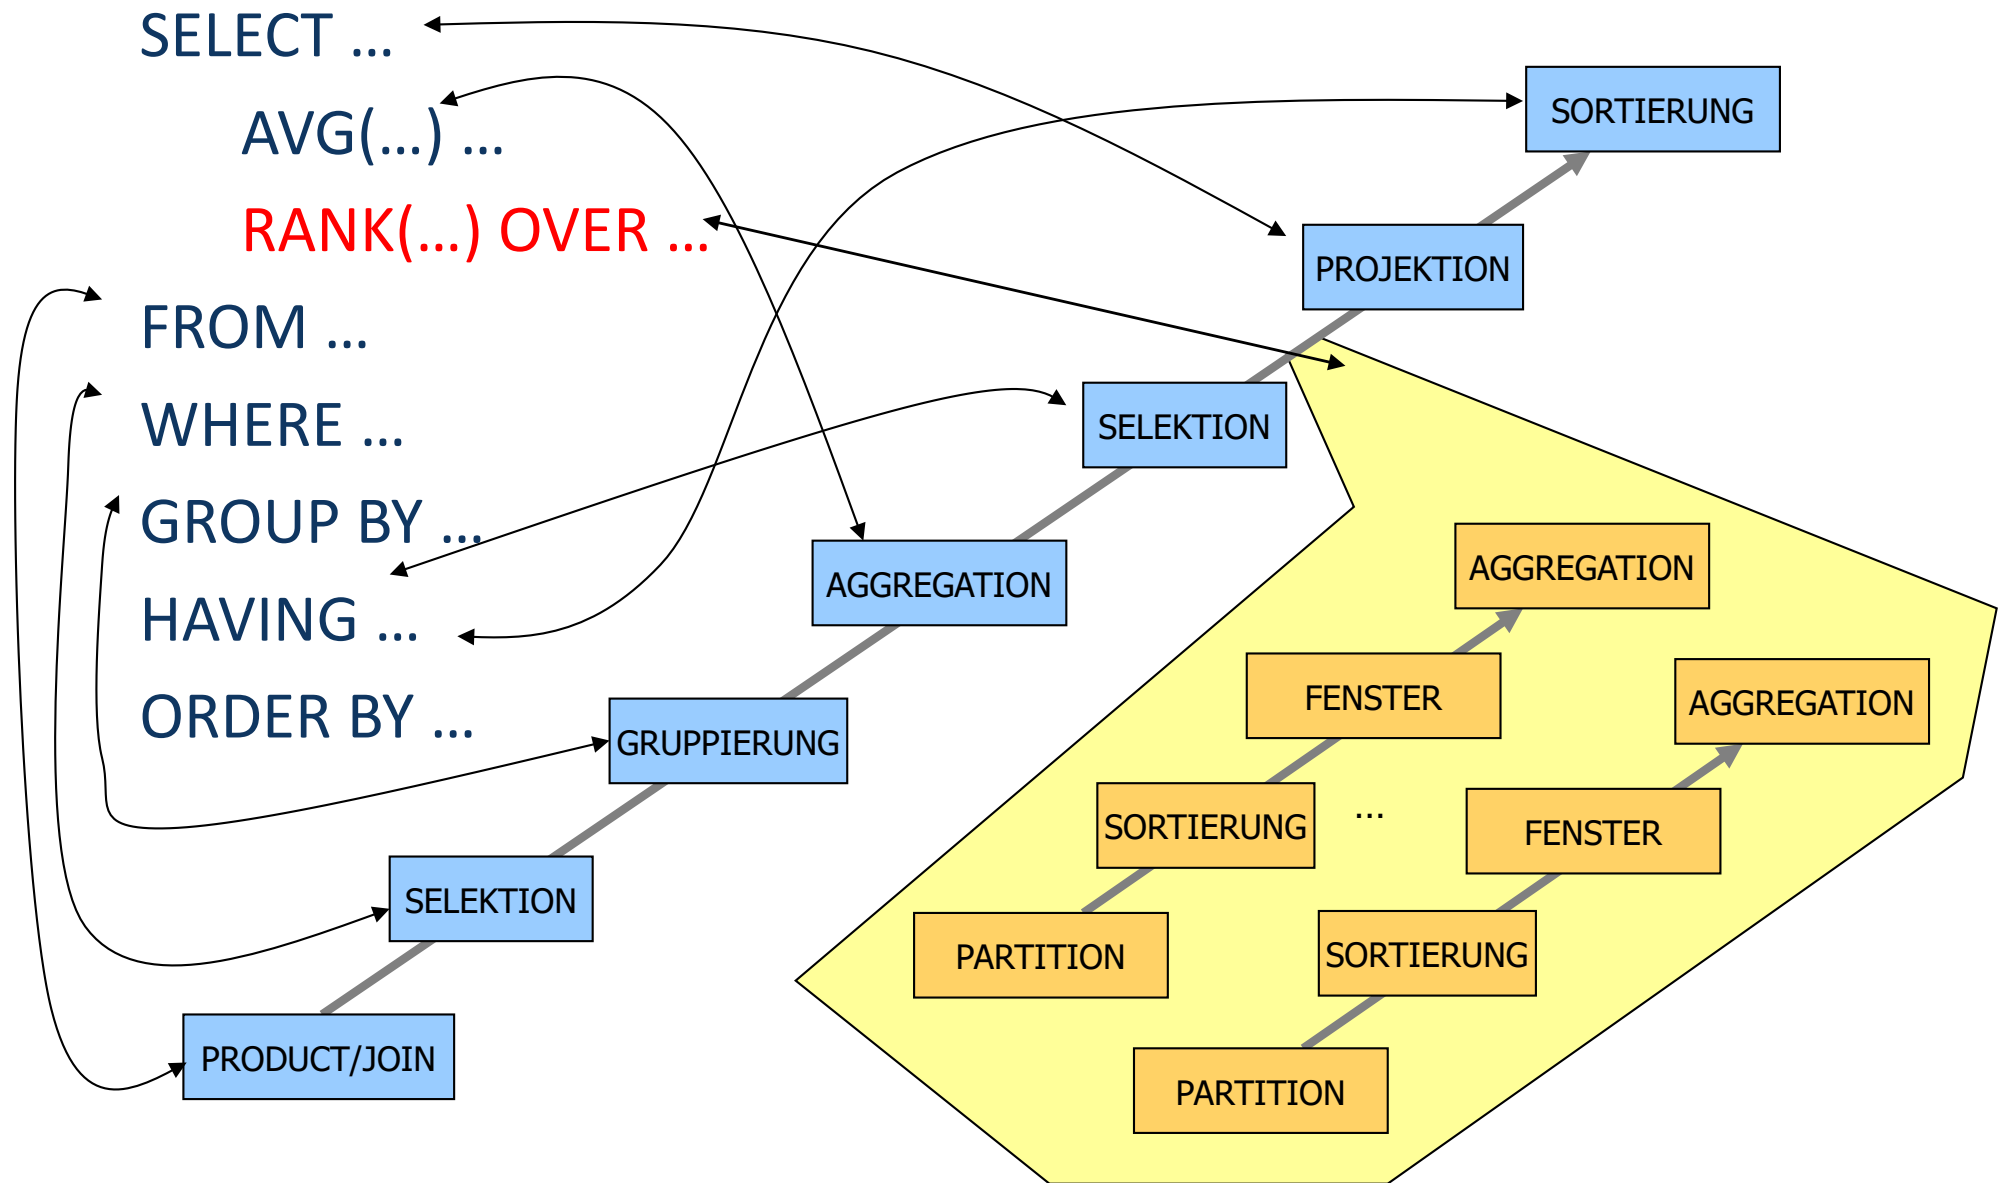 SELECT …
AVG(…) …
RANK(…) OVER …
FROM …
WHERE …
GROUP BY …
HAVING …
ORDER BY …
SORTIERUNG
PROJEKTION
SELEKTION
AGGREGATION
GRUPPIERUNG
SELEKTION
PRODUCT/JOIN
AGGREGATION
FENSTER
SORTIERUNG
PARTITION
...
AGGREGATION
FENSTER
SORTIERUNG
PARTITION